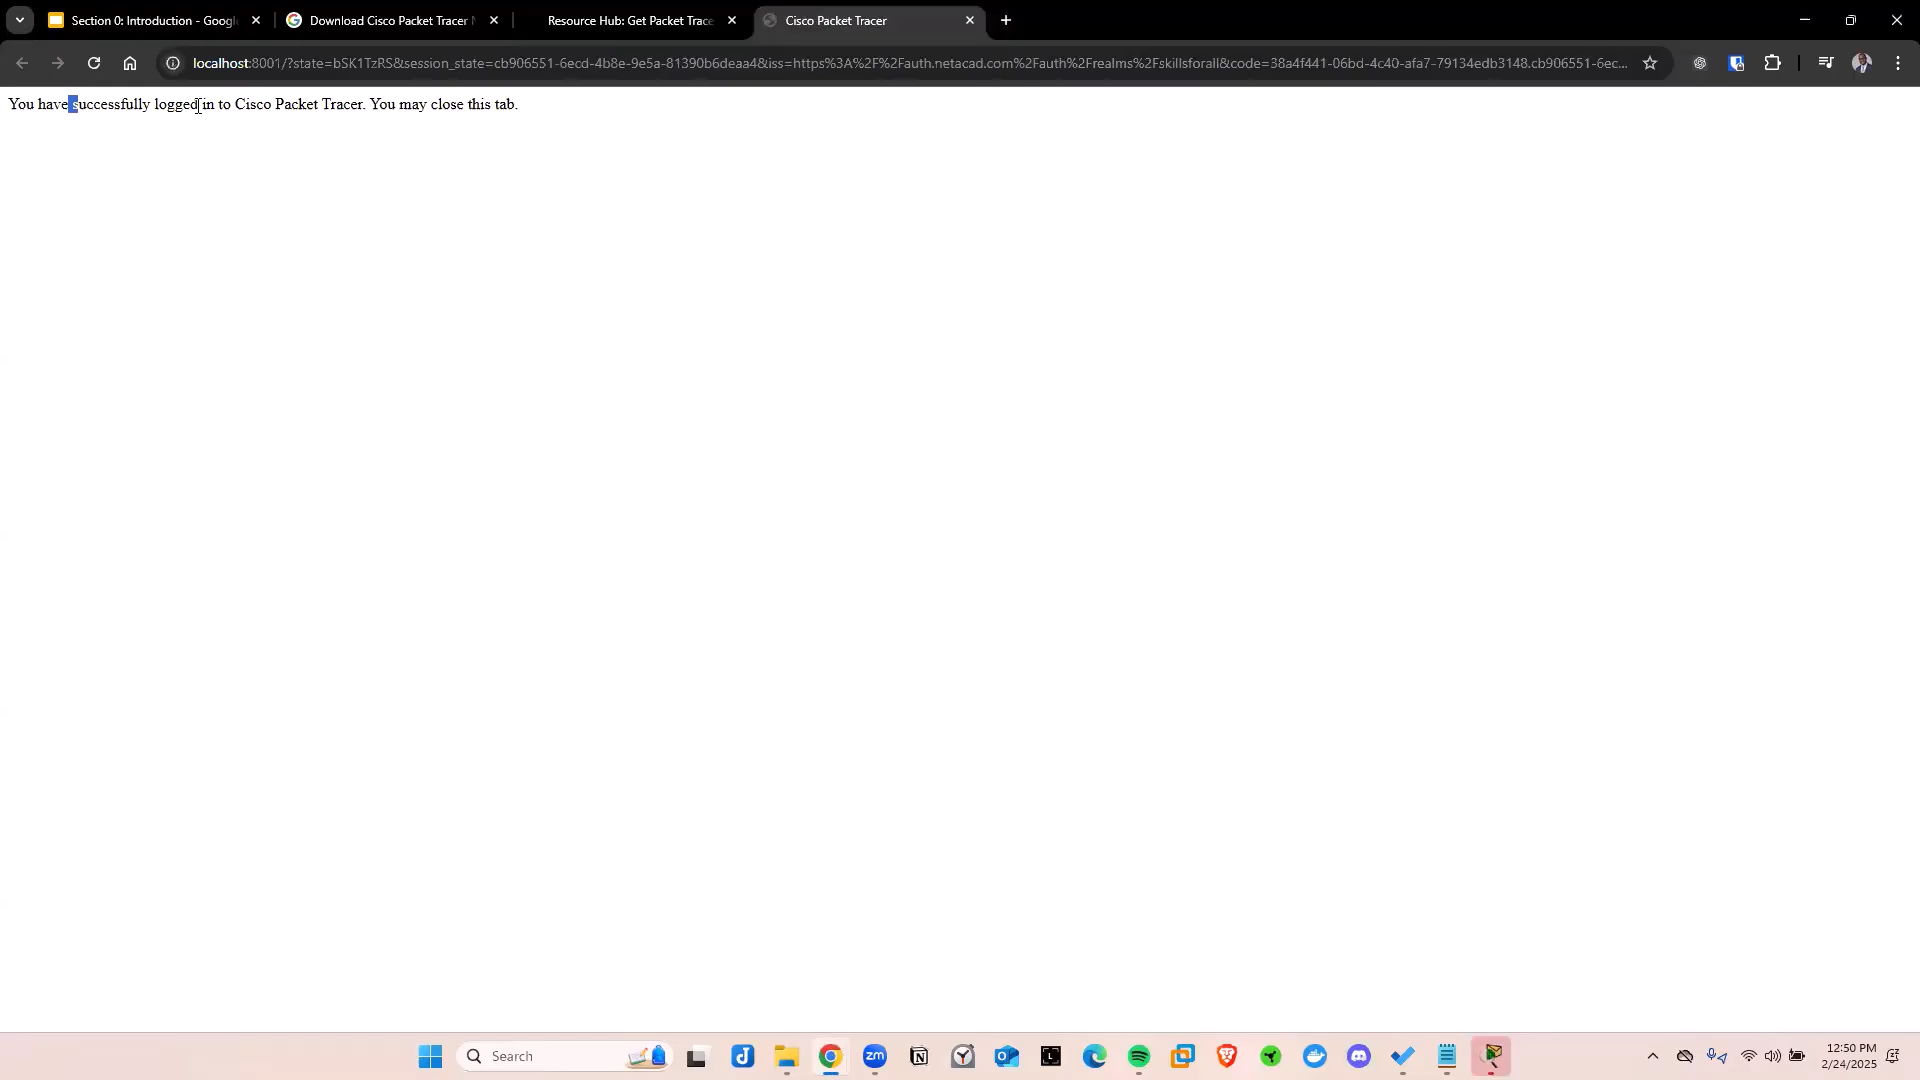 Section 0: Introduction - Googl
Download Cisco Packet Tracer
Resource Hub: Get Packet Trace
Cisco Packet Tracer
localhost:8001/?state=bSK1TzRS&session_state=cb906551-6ecd-4b8e-9e5a-81390b6deaa4&iss=https%3A%2F%2Fauth.netacad.com%2Fauth%2Frealms%2Fskillsforall&code=38a4f441-06bd-4c40-afa7-79134edb3148.cb906551-6ec...
You have successfully logged in to Cisco Packet Tracer. You may close this tab.
Search
zm
12:50 PM
2/24/2025